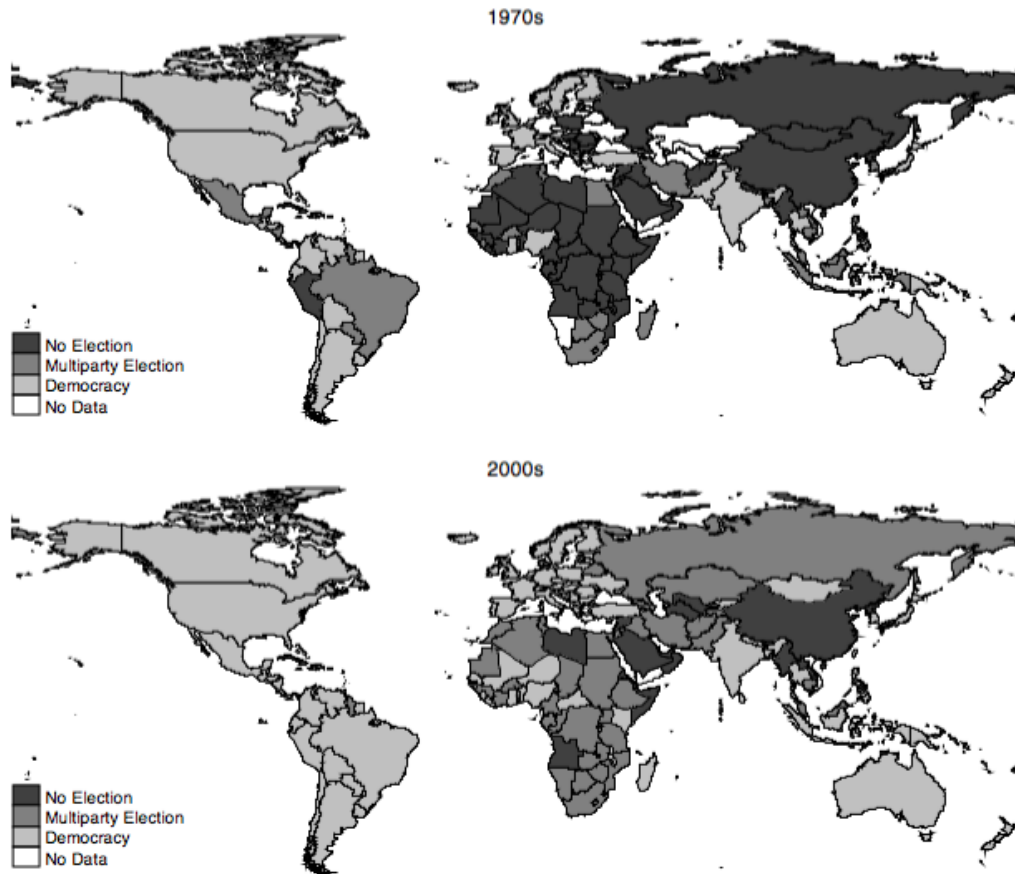 1970s
No Election
Multiparty Election
Democracy
No Data
2000s
No Election
Multiparty Election
Democracy
No Data